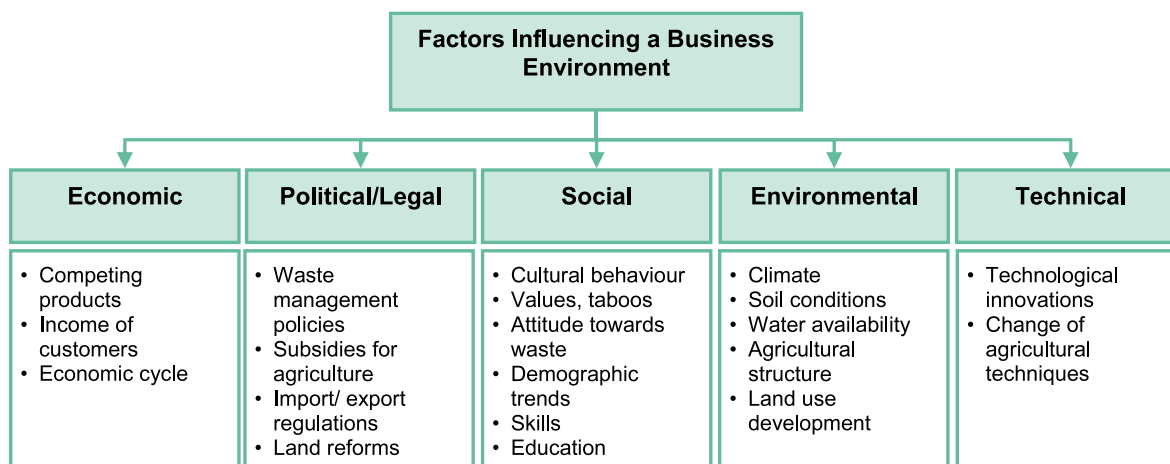 Factors Influencing a Business
Environment
Economic
Political/Legal
Social
Environmental
Technical
• Competing
products
• Income of
customers
• Economic cycle
• Waste
management
policies
• Subsidies for
agriculture
• Import/ export
regulations
• Land reforms
• Cultural behaviour
• Values, taboos
• Attitude towards
waste
• Demographic
trends
• Skills
• Education
• Climate
• Soil conditions
• Water availability
• Agricultural
structure
• Land use
development
• Technological
innovations
• Change of
agricultural
techniques